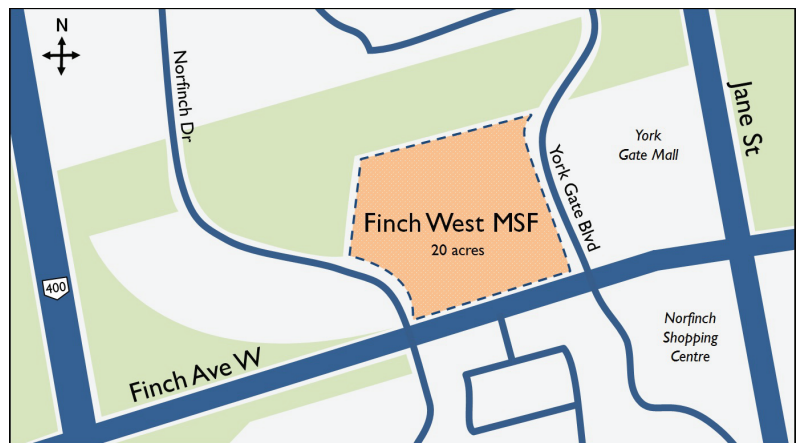 N
Norfinch Dr
Jane St
York
Gate Mall
York Gate Blvd
Finch West MSF
20 acres
400
Norfinch
Shopping
Centre
Finch Ave W